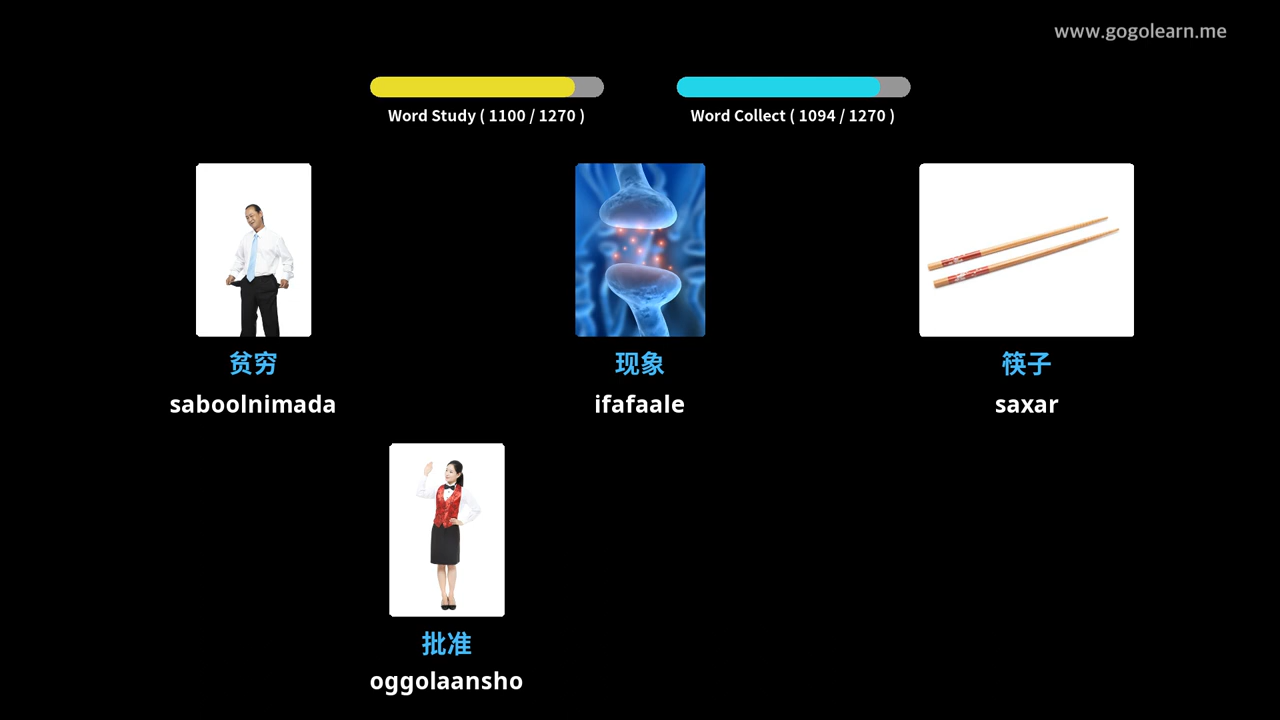 www.gogolearn.me
Word Study ( 1100 / 1270 )
Word Collect ( 1094 / 1270 )
贫穷
saboolnimada
现象
ifafaale
筷子
saxar
批准
oggolaansho